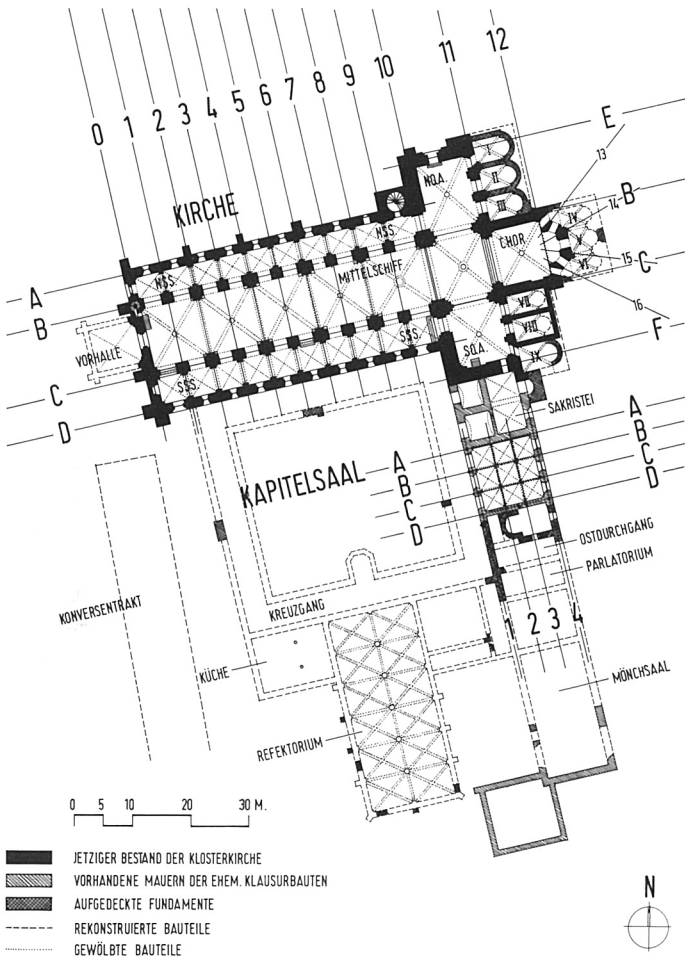 0 1 2 3 4 5 6 7 8 9 10 11 12
E
13
B
14
15
C
16
F
KIRCHE
N.Q.A.
I
II
III
IV
V
VI
CHOR
N.S.S.
N.S.S.
MITTELSCHIFF
A
B
VORHALLE
C
D
S.S.S.
S.S.S.
S.Q.A.
VII
VIII
IX
SAKRISTEI
KAPITELSAAL
A
B
C
D
A
B
C
D
OSTDURCHGANG
PARLATORIUM
KONVERSENTRAKT
KREUZGANG
1 2 3 4
KÜCHE
MÖNCHSAAL
REFEKTORIUM
0 5 10 20 30 M.
JETZIGER BESTAND DER KLOSTERKIRCHE
VORHANDENE MAUERN DER EHEM. KLAUSURBAUTEN
AUFGEDECKTE FUNDAMENTE
REKONSTRUIERTE BAUTEILE
GEWÖLBTE BAUTEILE
N